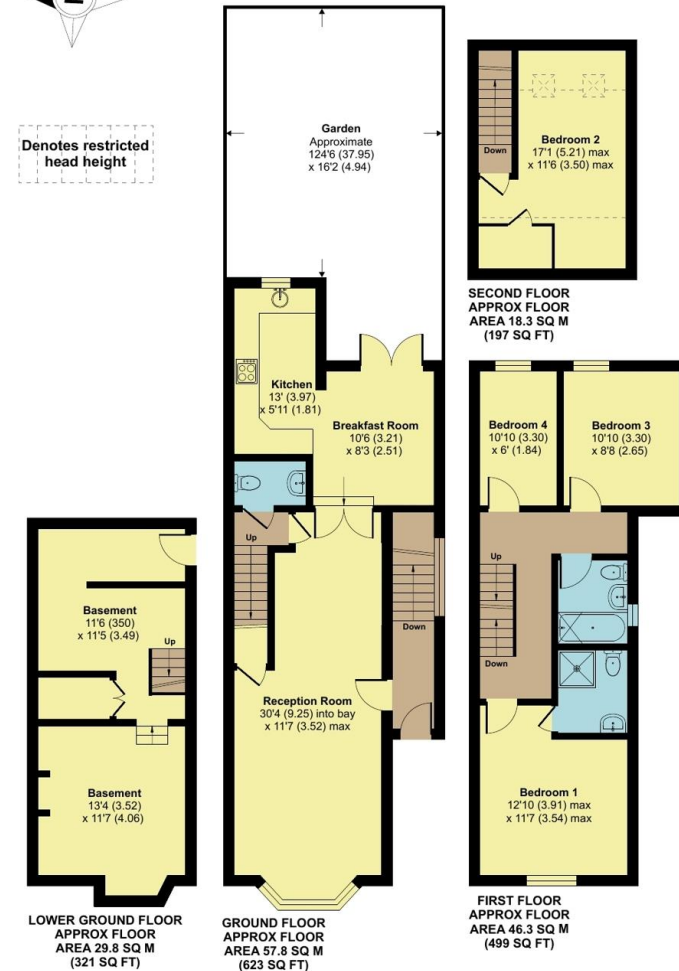 Denotes restricted
head height
Garden
Approximate
124'6 (37.95)
x 16'2 (4.94)
Down
Bedroom 2
17'1 (5.21) max
x 11'6 (3.50) max
SECOND FLOOR
APPROX FLOOR
AREA 18.3 SQ M
(197 SQ FT)
Kitchen
13' (3.97)
x 5'11 (1.81)
Breakfast Room
10'6 (3.21)
x 8'3 (2.51)
Up
Down
Reception Room
30'4 (9.25) into bay
x 11'7 (3.52) max
GROUND FLOOR
APPROX FLOOR
AREA 57.8 SQ M
(623 SQ FT)
Bedroom 4
10'10 (3.30)
x 6' (1.84)
Bedroom 3
10'10 (3.30)
x 8'8 (2.65)
Up
Down
Bedroom 1
12'10 (3.91) max
x 11'7 (3.54) max
FIRST FLOOR
APPROX FLOOR
AREA 46.3 SQ M
(499 SQ FT)
Basement
11'6 (350)
x 11'5 (3.49)
Up
Basement
13'4 (3.52)
x 11'7 (4.06)
LOWER GROUND FLOOR
APPROX FLOOR
AREA 29.8 SQ M
(321 SQ FT)